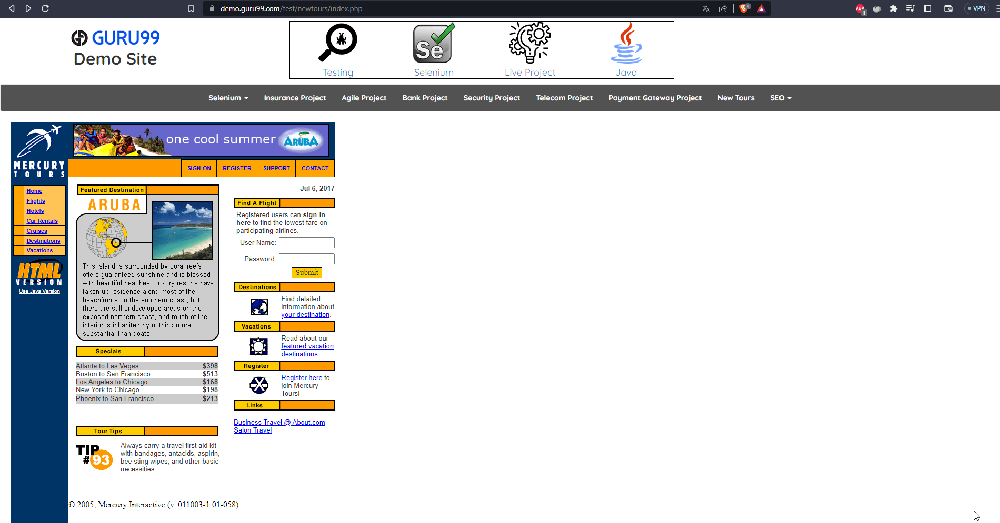 demo.guru99.com/test/newtours/index.php
4
ABP
1
VPN
GURU99
Demo Site
Se
Testing
Selenium
Live Project
Java
Selenium
Insurance Project
Agile Project
Bank Project
Security Project
Telecom Project
Payment Gateway Project
New Tours
SEO
MERCURY
TOURS
one cool summer
ARUBA
SIGN-ON
REGISTER
SUPPORT
CONTACT
Home
Flights
Hotels
Car Rentals
Cruises
Destinations
Vacations
HTML
VERSION
Use Java Version
Featured Destination
ARUBA
This island is surrounded by coral reefs,
offers guaranteed sunshine and is blessed
with beautiful beaches. Luxury resorts have
taken up residence along most of the
beachfronts on the southern coast, but
there are still undeveloped areas on the
exposed northern coast, and much of the
interior is inhabited by nothing more
substantial than goats.
Specials
Atlanta to Las Vegas $398
Boston to San Francisco $513
Los Angeles to Chicago $168
New York to Chicago $198
Phoenix to San Francisco $213
Tour Tips
TIP
#93
Always carry a travel first aid kit
with bandages, antacids, aspirin,
bee sting wipes, and other basic
necessities.
Jul 6, 2017
Find A Flight
Registered users can sign-in
here to find the lowest fare on
participating airlines.
User Name:
Password:
Submit
Destinations
Find detailed
information about
your destination.
Vacations
Read about our
featured vacation
destinations.
Register
Register here to
join Mercury
Tours!
Links
Business Travel @ About.com
Salon Travel
© 2005, Mercury Interactive (v. 011003-1.01-058)